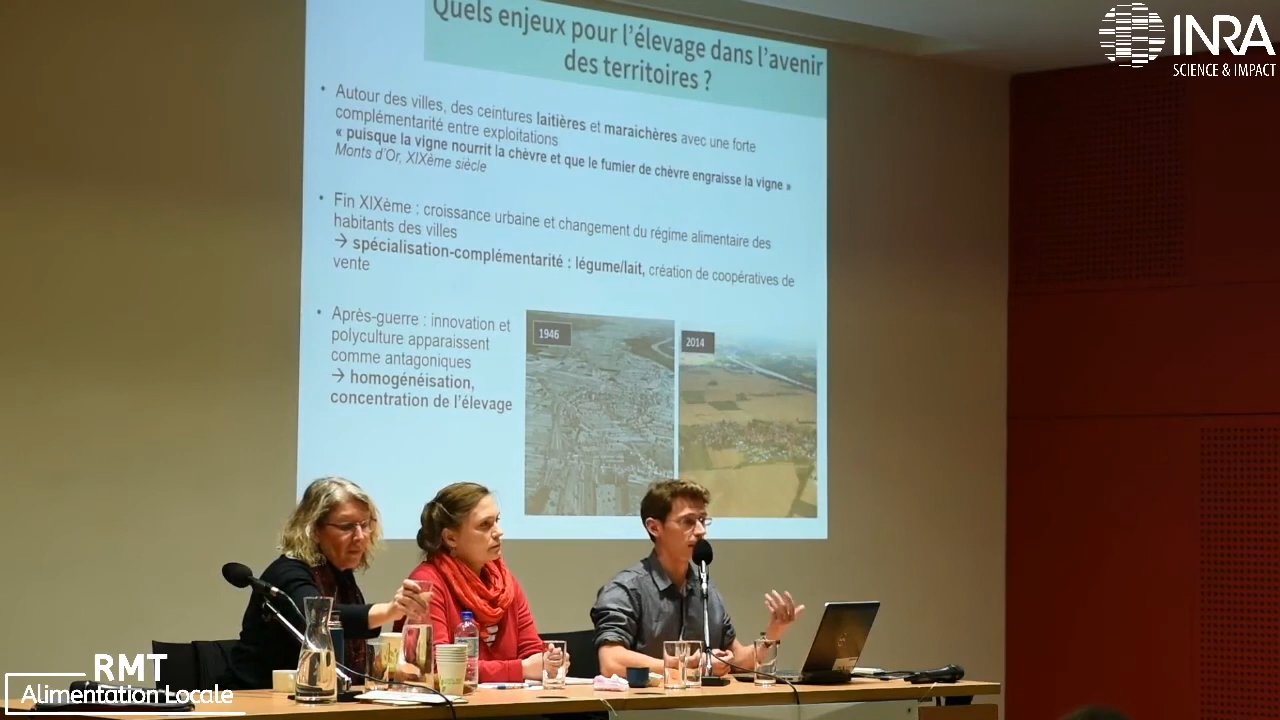 Quels enjeux pour l'élevage dans l'avenir
des territoires ?
• Autour des villes, des ceintures laitières et maraichères avec une forte
complémentarité entre exploitations
« puisque la vigne nourrit la chèvre et que le fumier de chèvre engraisse la vigne »
Monts d'Or, XIXème siècle
• Fin XIXème : croissance urbaine et changement du régime alimentaire des
habitants des villes
→ spécialisation-complémentarité : légume/lait, création de coopératives de
vente
• Après-guerre : innovation et
polyculture apparaissent
comme antagoniques
→ homogénéisation,
concentration de l'élevage
1946
2014
INRA
SCIENCE & IMPACT
RMT
Alimentation Locale